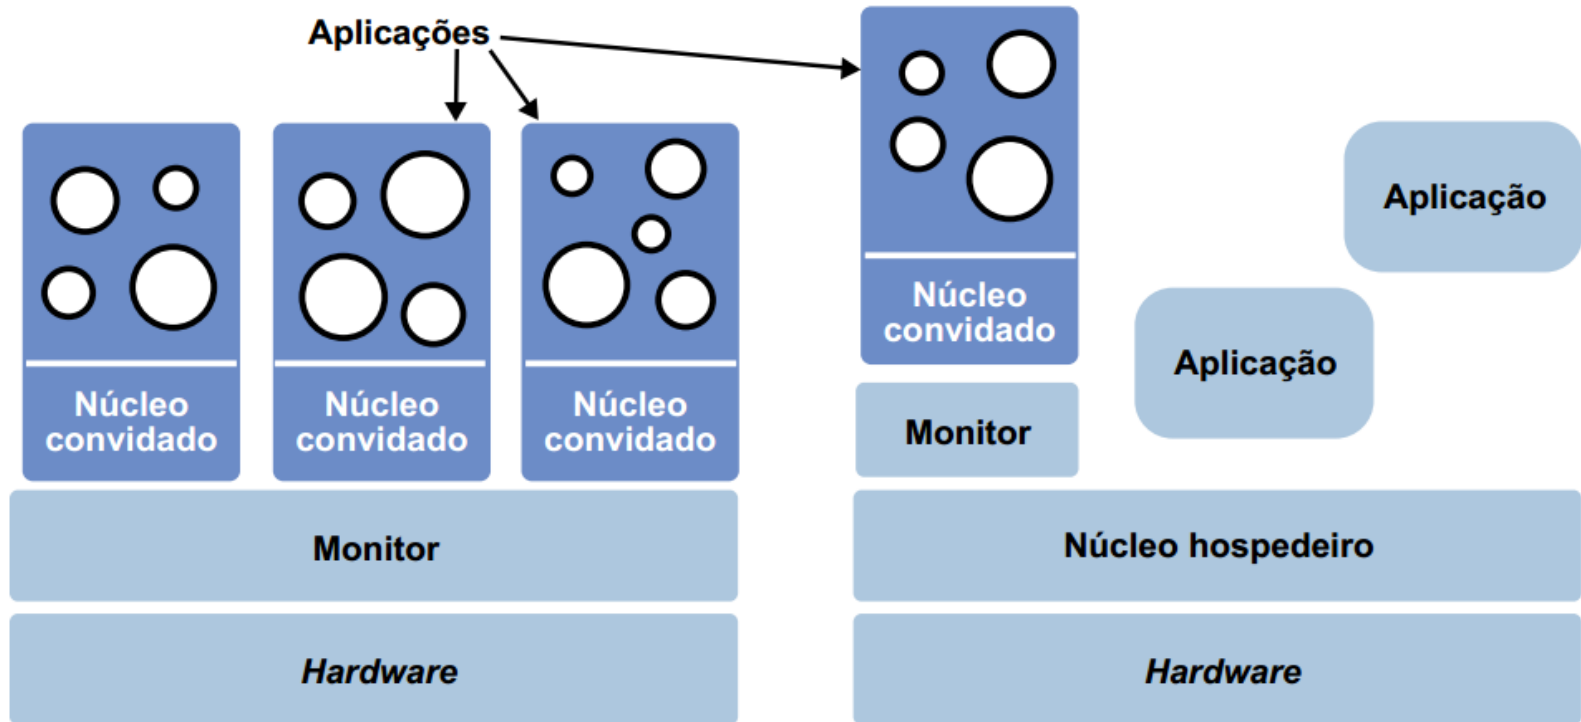 Aplicações
Núcleo
convidado
Núcleo
convidado
Núcleo
convidado
Monitor
Hardware
Núcleo
convidado
Monitor
Aplicação
Aplicação
Núcleo hospedeiro
Hardware